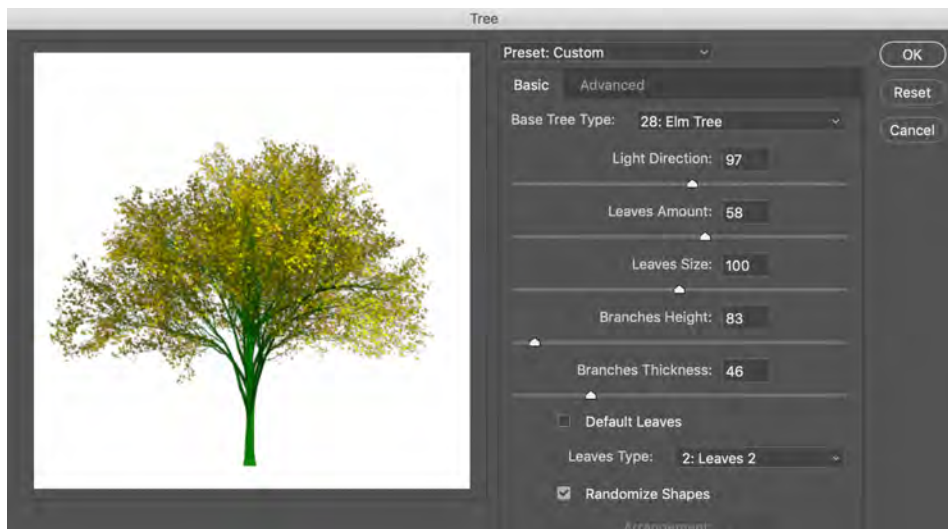 Tree
Preset: Custom
OK
Basic Advanced
Reset
Base Tree Type: 28: Elm Tree
Cancel
Light Direction: 97
Leaves Amount: 58
Leaves Size: 100
Branches Height: 83
Branches Thickness: 46
Default Leaves
Leaves Type: 2: Leaves 2
Randomize Shapes
Arrangement: